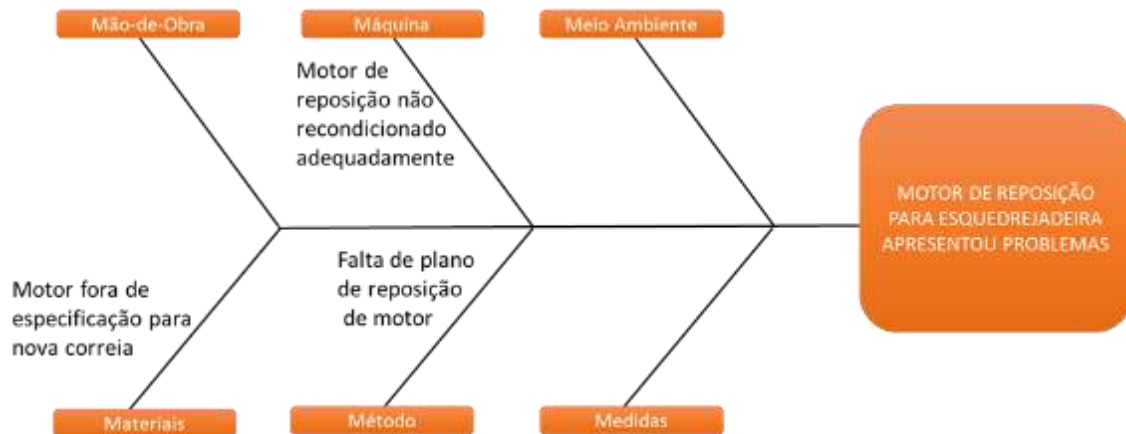 Mão-de-Obra
Máquina
Meio Ambiente
Motor de
reposição não
recondicionado
adequadamente
MOTOR DE REPOSIÇÃO
PARA ESQUEDREJADEIRA
APRESENTOU PROBLEMAS
Motor fora de
especificação para
nova correia
Falta de plano
de reposição
de motor
Materiais
Método
Medidas